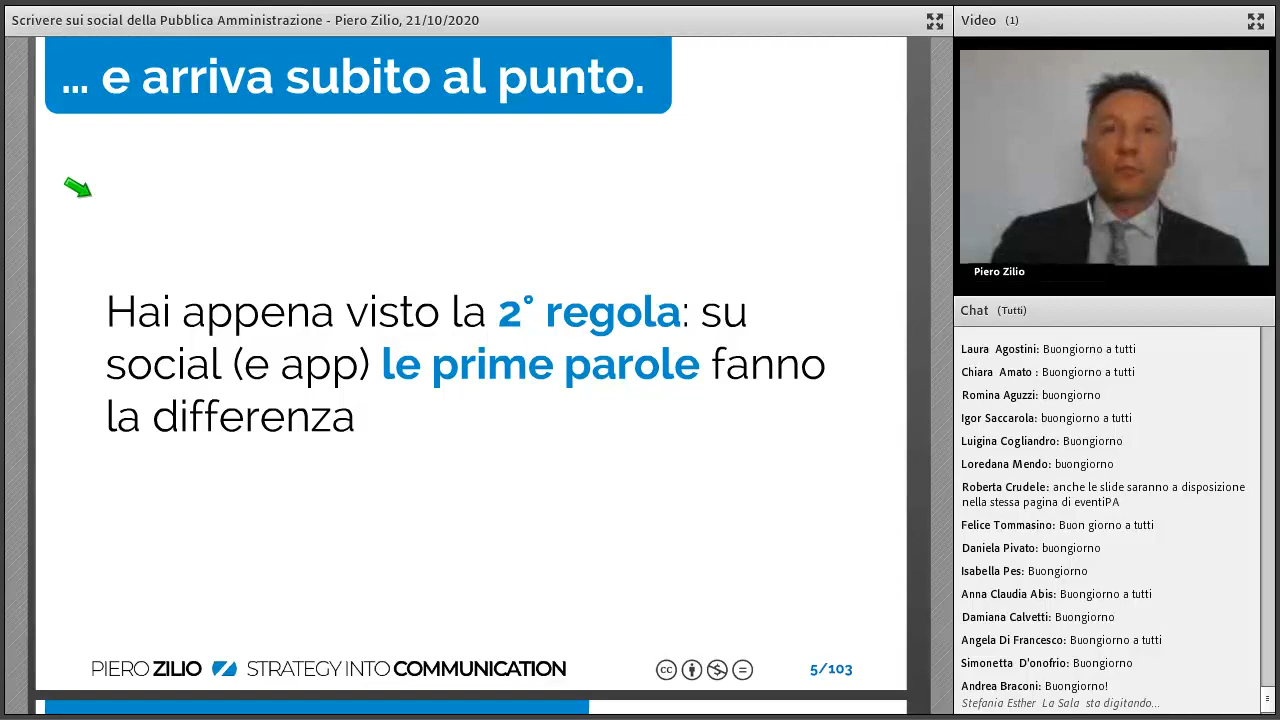 Scrivere sui social della Pubblica Amministrazione - Piero Zilio, 21/10/2020
... e arriva subito al punto.
Hai appena visto la 2° regola: su
social (e app) le prime parole fanno
la differenza
PIERO ZILIO STRATEGY INTO COMMUNICATION
cc
5/103
Video (1)
Piero Zilio
Chat (Tutti)
Laura Agostini: Buongiorno a tutti
Chiara Amato : Buongiorno a tutti
Romina Aguzzi: buongiorno
Igor Saccarola: buongiorno a tutti
Luigina Cogliandro: Buongiorno
Loredana Mendo: buongiorno
Roberta Crudele: anche le slide saranno a disposizione
nella stessa pagina di eventiPA
Felice Tommasino: Buon giorno a tutti
Daniela Pivato: buongiorno
Isabella Pes: Buongiorno
Anna Claudia Abis: Buongiorno a tutti
Damiana Calvetti: Buongiorno
Angela Di Francesco: Buongiorno a tutti
Simonetta D'onofrio: Buongiorno
Andrea Braconi: Buongiorno!
Stefania Esther La Sala sta digitando...